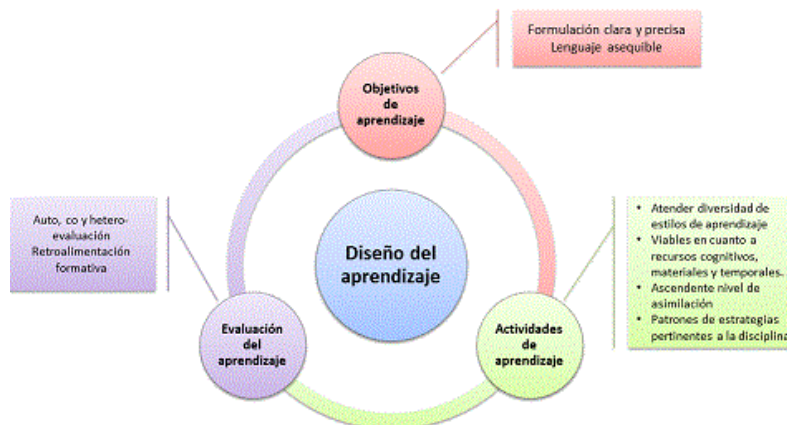 Formulación clara y precisa
Lenguaje asequible
Objetivos
de
aprendizaje
Auto, co y hetero-
evaluación
Retroalimentación
formativa
Diseño del
aprendizaje
• Atender diversidad de
estilos de aprendizaje
• Viables en cuanto a
recursos cognitivos,
materiales y temporales.
• Ascendente nivel de
asimilación
• Patrones de estrategias
pertinentes a la disciplina
Evaluación
del
aprendizaje
Actividades
de
aprendizaje